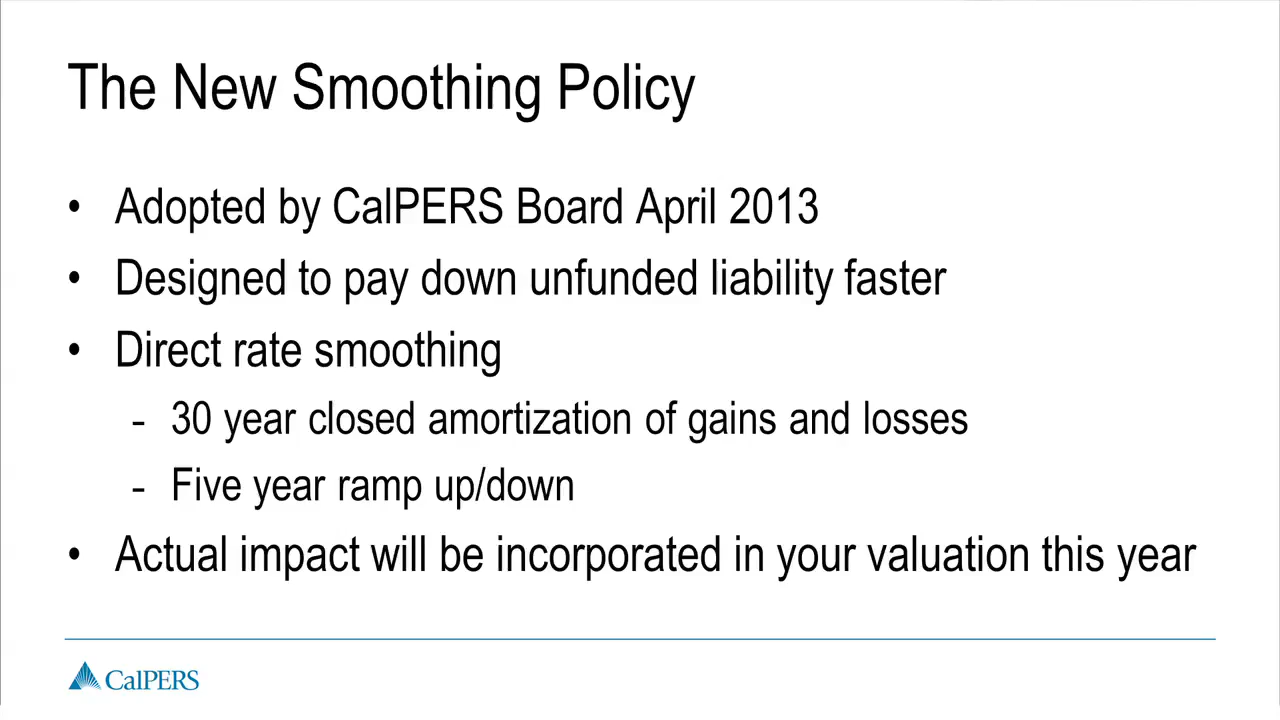 The New Smoothing Policy
• Adopted by CalPERS Board April 2013
• Designed to pay down unfunded liability faster
• Direct rate smoothing
- 30 year closed amortization of gains and losses
- Five year ramp up/down
• Actual impact will be incorporated in your valuation this year
CalPERS